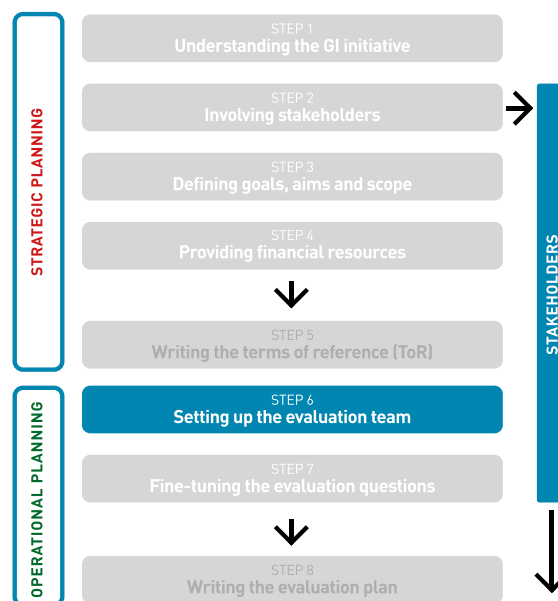 STRATEGIC PLANNING
STEP 1
Understanding the GI initiative
STEP 2
Involving stakeholders
STEP 3
Defining goals, aims and scope
STEP 4
Providing financial resources
STEP 5
Writing the terms of reference (ToR)
OPERATIONAL PLANNING
STEP 6
Setting up the evaluation team
STEP 7
Fine-tuning the evaluation questions
STEP 8
Writing the evaluation plan
STAKEHOLDERS